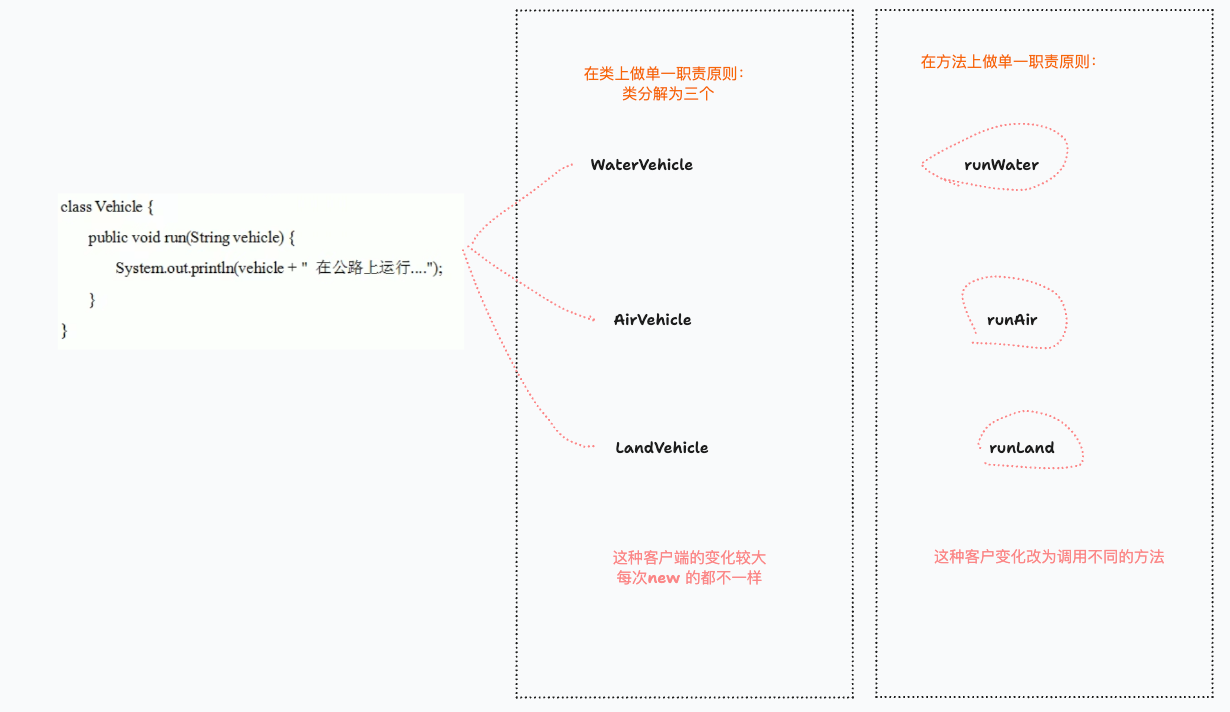 class Vehicle {
public void run(String vehicle) {
System.out.println(vehicle + " 在公路上运行....");
}
}
在类上做单一职责原则：
类分解为三个
WaterVehicle
AirVehicle
LandVehicle
这种客户端的变化较大
每次new 的都不一样
在方法上做单一职责原则：
runWater
runAir
runLand
这种客户变化改为调用不同的方法